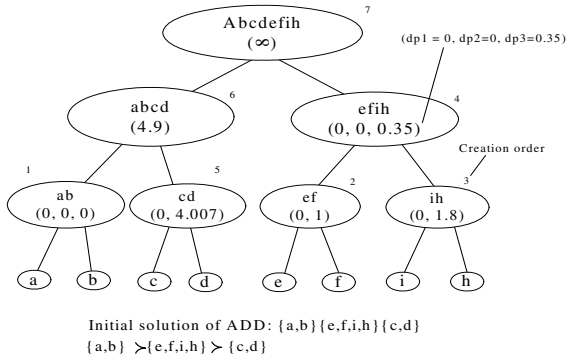 7
Abcdefih
(∞)
(dp1 = 0, dp2=0, dp3=0.35)
6
abcd
(4.9)
4
efih
(0, 0, 0.35)
Creation order
1
ab
(0, 0, 0)
5
cd
(0, 4.007)
2
ef
(0, 1)
3
ih
(0, 1.8)
a
b
c
d
e
f
i
h
Initial solution of ADD: {a,b}{e,f,i,h}{c,d}
{a,b} ≻{e,f,i,h} ≻ {c,d}